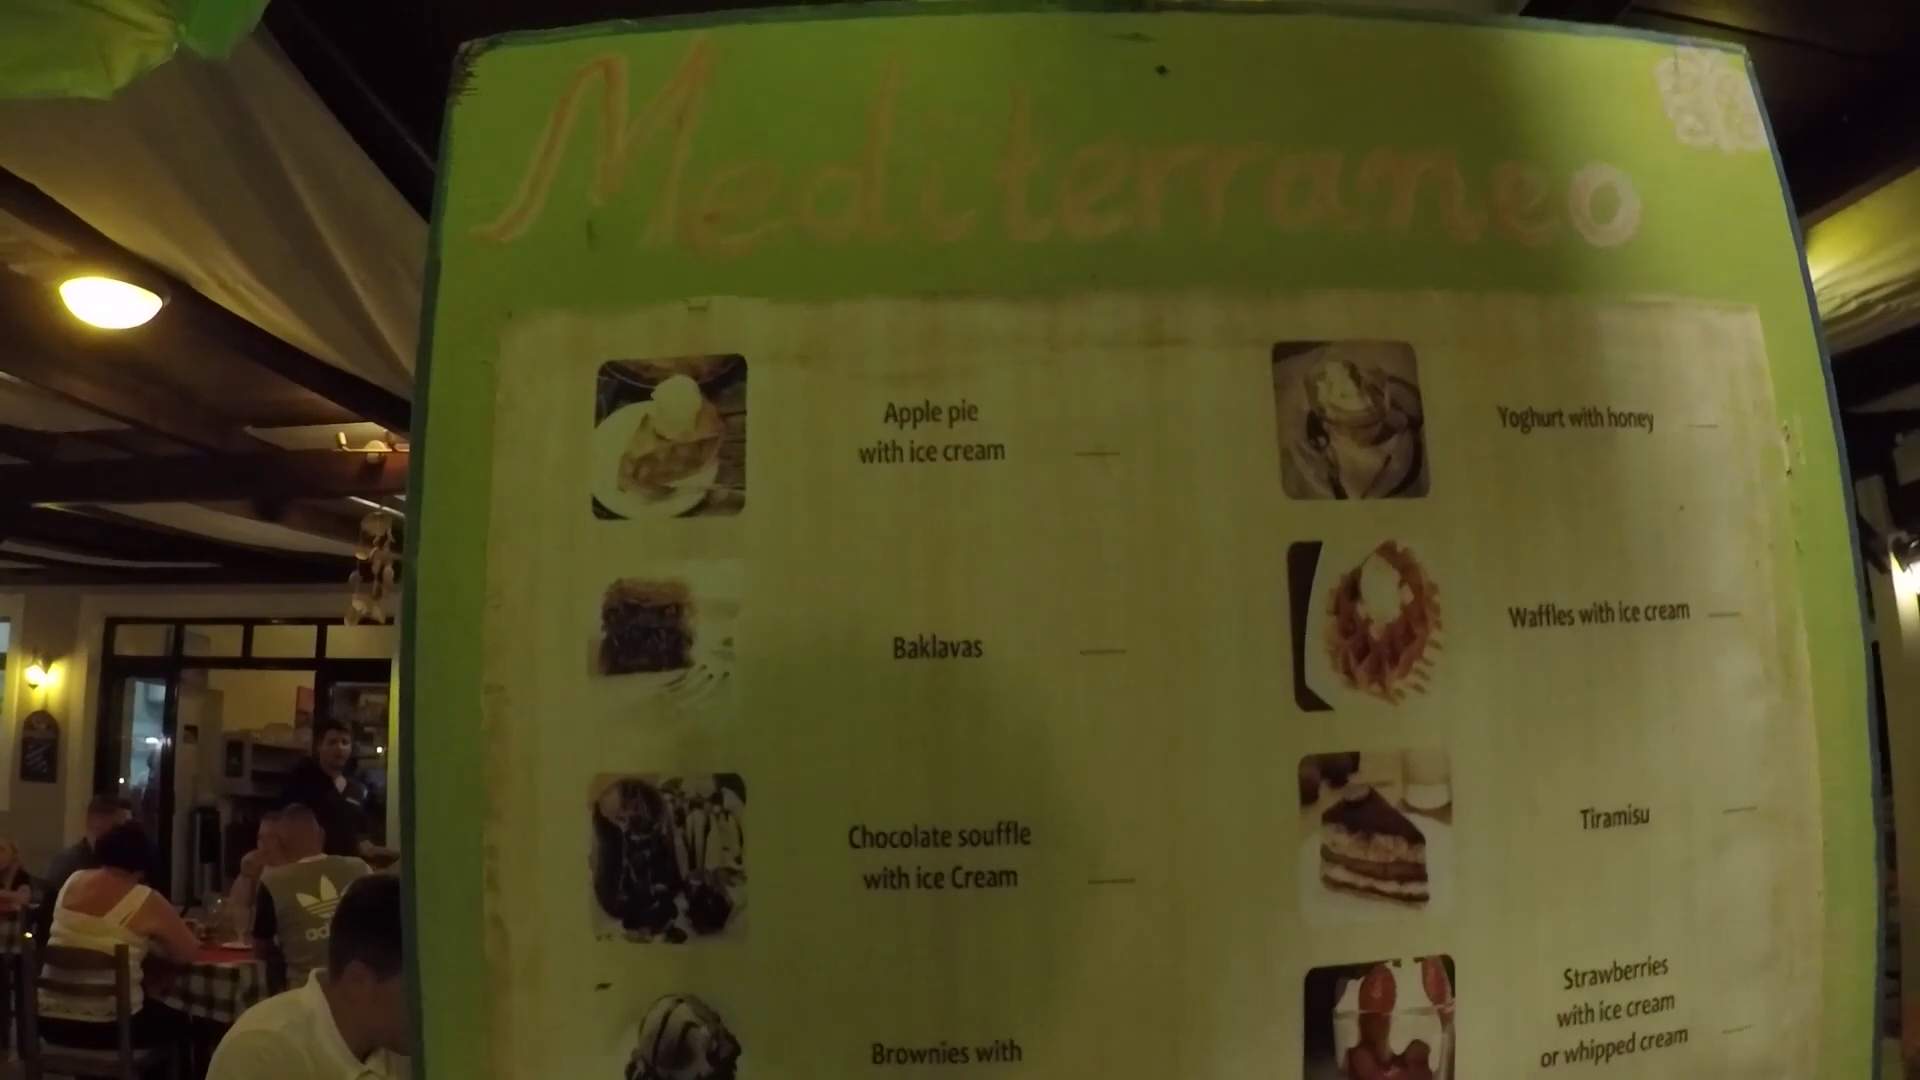 Mediterraneo
Apple pie
with ice cream
Baklavas
Chocolate souffle
with ice Cream
Brownies with
Yoghurt with honey
Waffles with ice cream
Tiramisu
Strawberries
with ice cream
or whipped cream